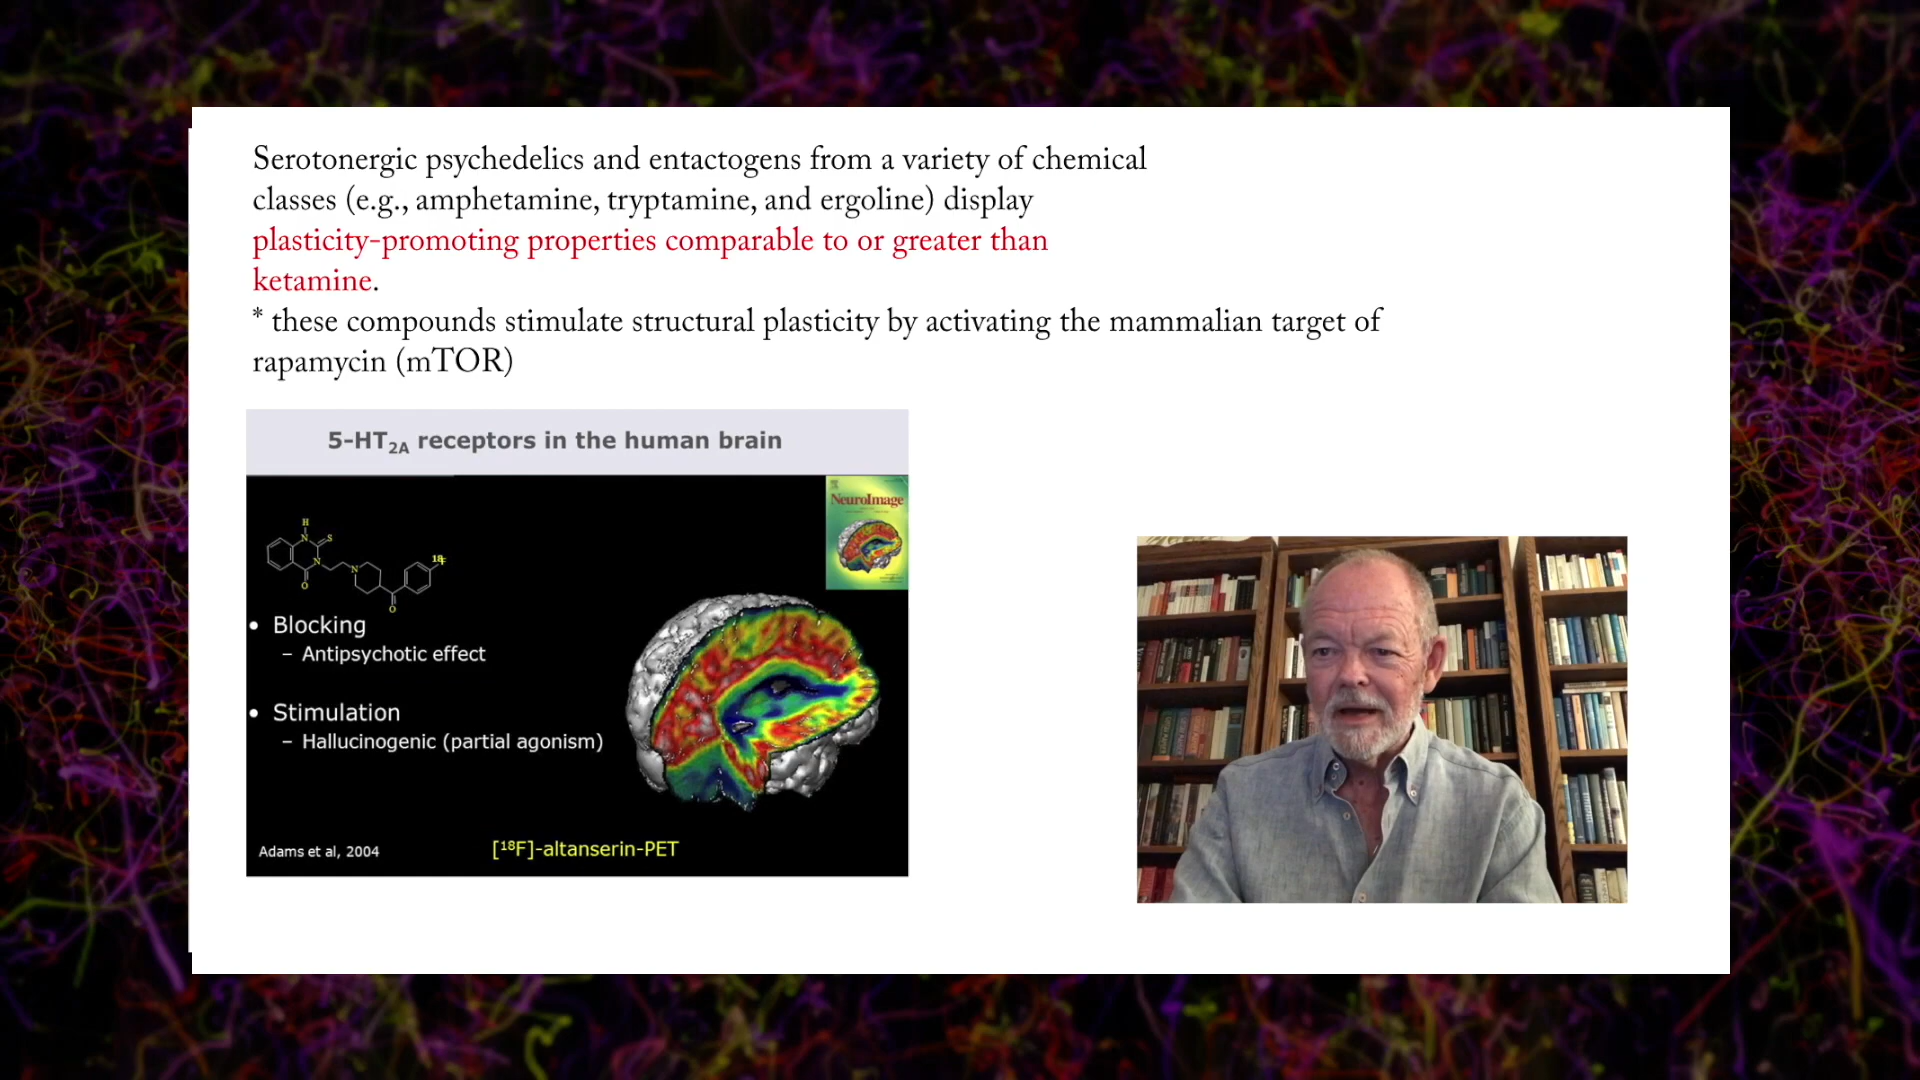 Serotonergic psychedelics and entactogens from a variety of chemical
classes (e.g., amphetamine, tryptamine, and ergoline) display
plasticity-promoting properties comparable to or greater than
ketamine.
* these compounds stimulate structural plasticity by activating the mammalian target of
rapamycin (mTOR)
5-HT2A receptors in the human brain
NeuroImage
H
N
S
N
O
N
18F
O
• Blocking
– Antipsychotic effect
• Stimulation
– Hallucinogenic (partial agonism)
Adams et al, 2004
[18F]-altanserin-PET